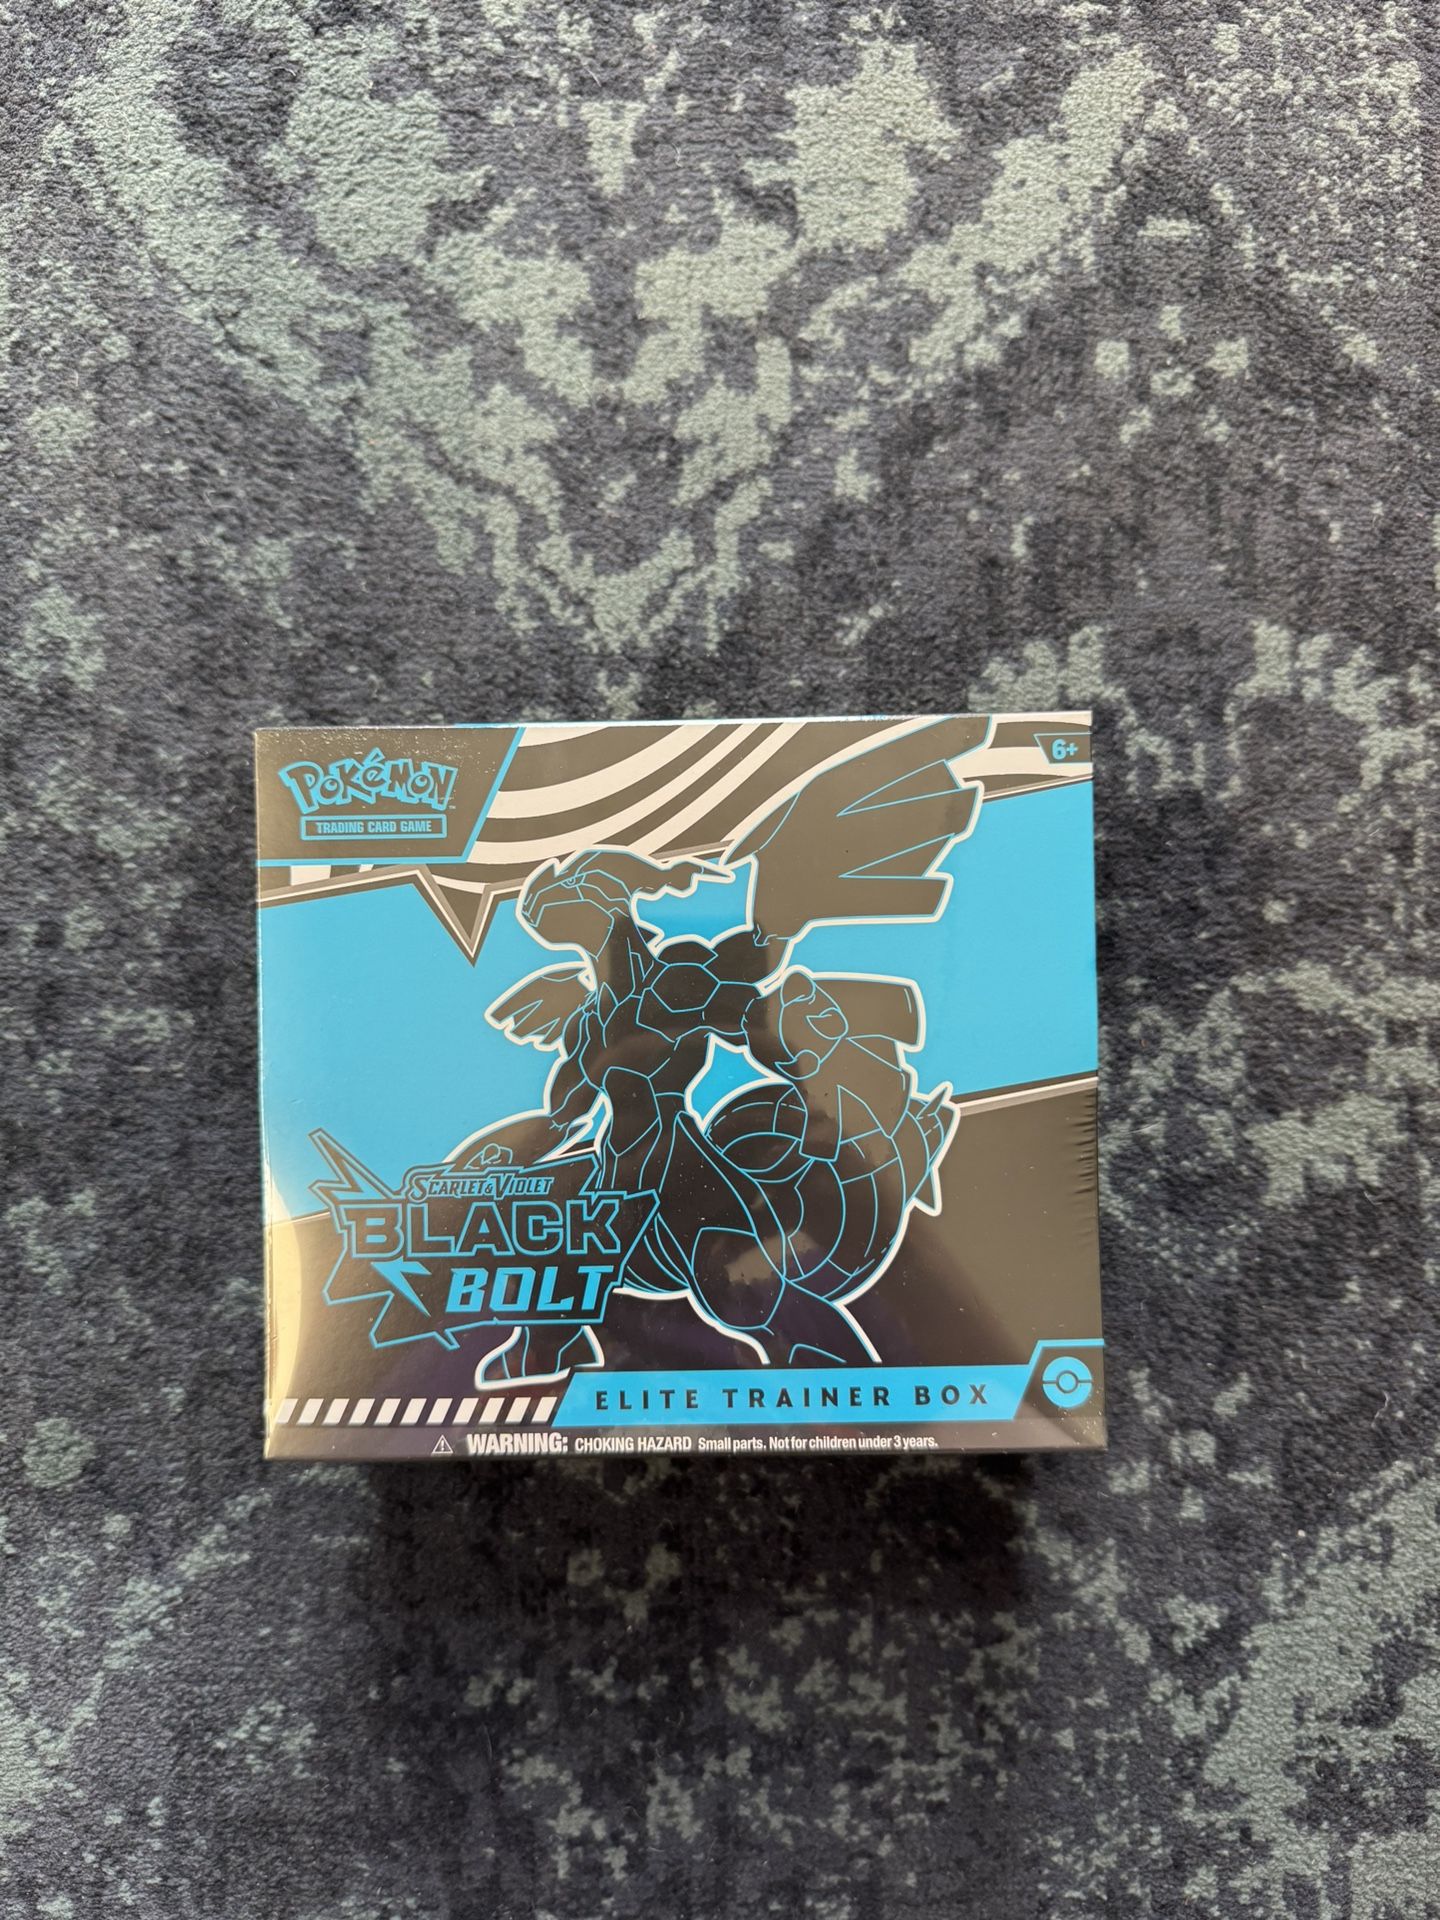 POKÉMON
TRADING CARD GAME
6+
SCARLET & VIOLET
BLACK
BOLT
ELITE TRAINER BOX
WARNING: CHOKING HAZARD Small parts. Not for children under 3 years.